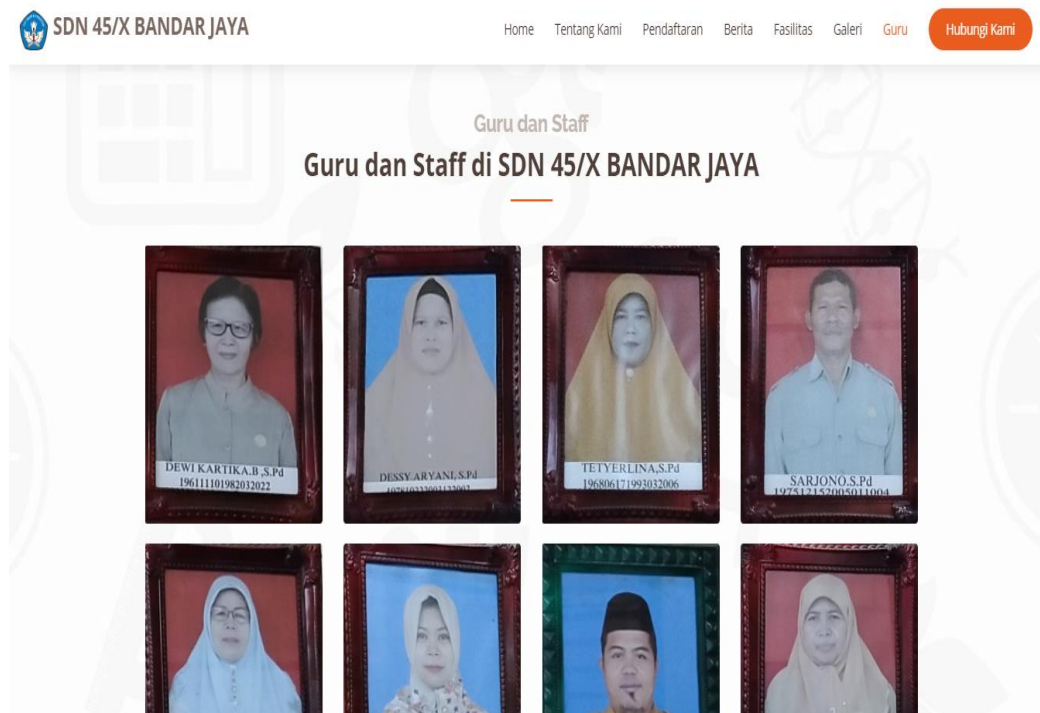 SDN 45/X BANDAR JAYA
Home Tentang Kami Pendaftaran Berita Fasilitas Galeri Guru Hubungi Kami
Guru dan Staff
Guru dan Staff di SDN 45/X BANDAR JAYA
DEWI KARTIKA.B ,S.Pd
196111101982032022
DESSY ARYANI, S.Pd
TETYERLINA,S.Pd
196806171993032006
SARJONO.S.Pd
197512152005011004